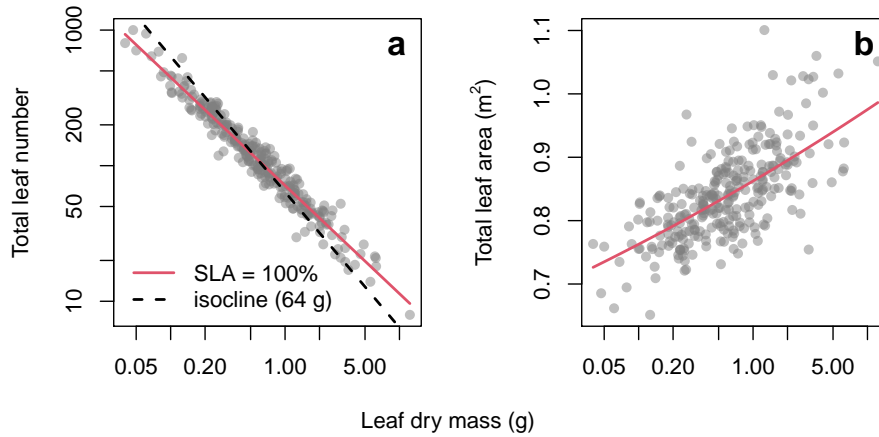 a
Total leaf number
1000
200
50
10
SLA = 100%
isocline (64 g)
0.05 0.20 1.00 5.00
b
Total leaf area (m²)
1.1
1.0
0.9
0.8
0.7
0.05 0.20 1.00 5.00
Leaf dry mass (g)